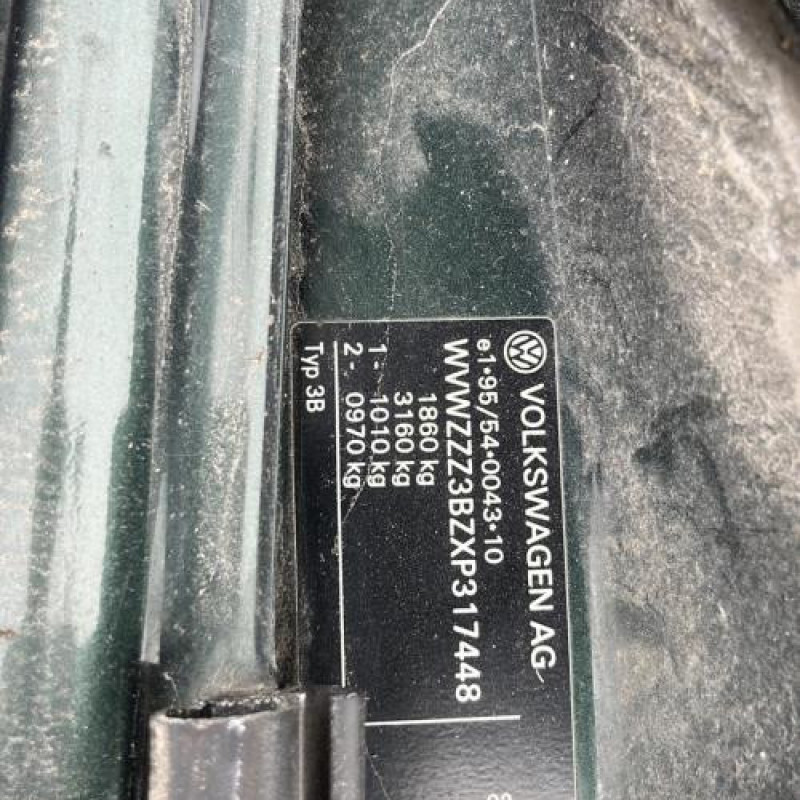 VOLKSWAGEN AG
e1*95/54*0043*10
WVWZZZ3BZXP317448
1860 kg
3160 kg
1- 1010 kg
2- 0970 kg
Typ 3B